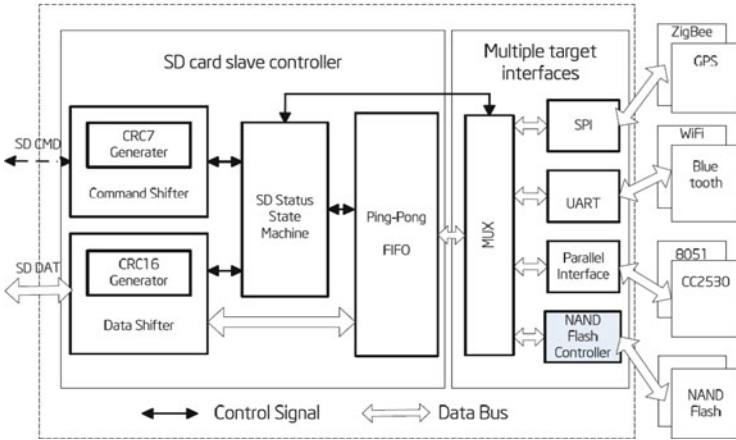 SD card slave controller
Multiple target
interfaces
ZigBee
GPS
SD CMD
CRC7
Generater
Command Shifter
SD Status
State
Machine
Ping-Pong
FIFO
MUX
SPI
UART
WiFi
Blue
tooth
SD DAT
CRC16
Generator
Data Shifter
Parallel
Interface
8051
CC2530
NAND
Flash
Controller
NAND
Flash
Control Signal
Data Bus